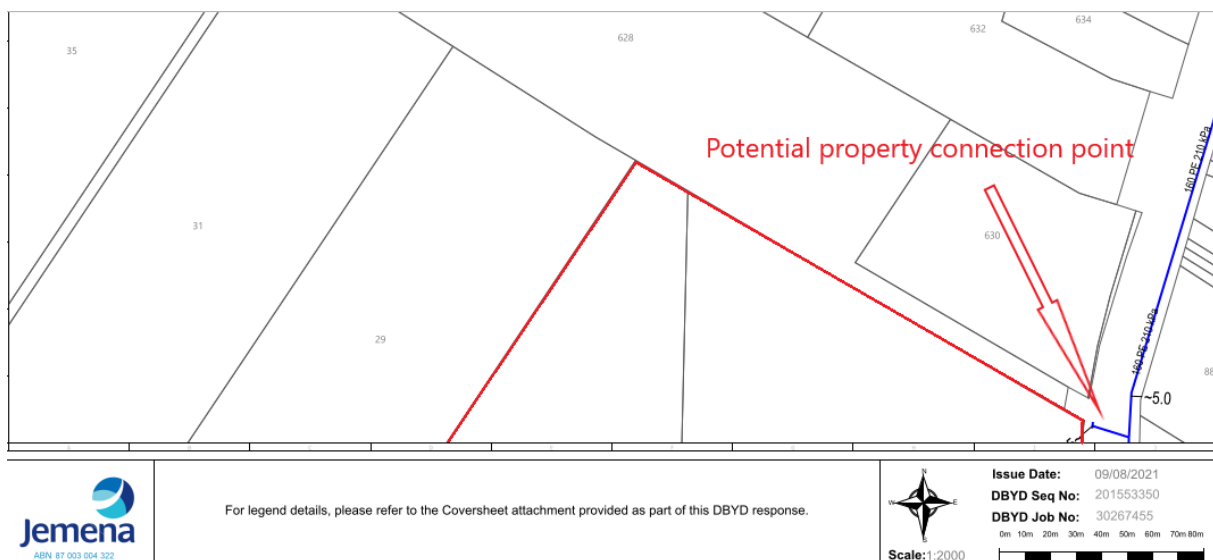 35
628
632
634
Potential property connection point
160 PE 210 kPa
31
630
29
160 PE 210 kPa
88
~5.0
Jemena
ABN 87 003 004 322
For legend details, please refer to the Coversheet attachment provided as part of this DBYD response.
N
W
E
S
Scale:1:2000
Issue Date: 09/08/2021
DBYD Seq No: 201553350
DBYD Job No: 30267455
0m 10m 20m 30m 40m 50m 60m 70m 80m